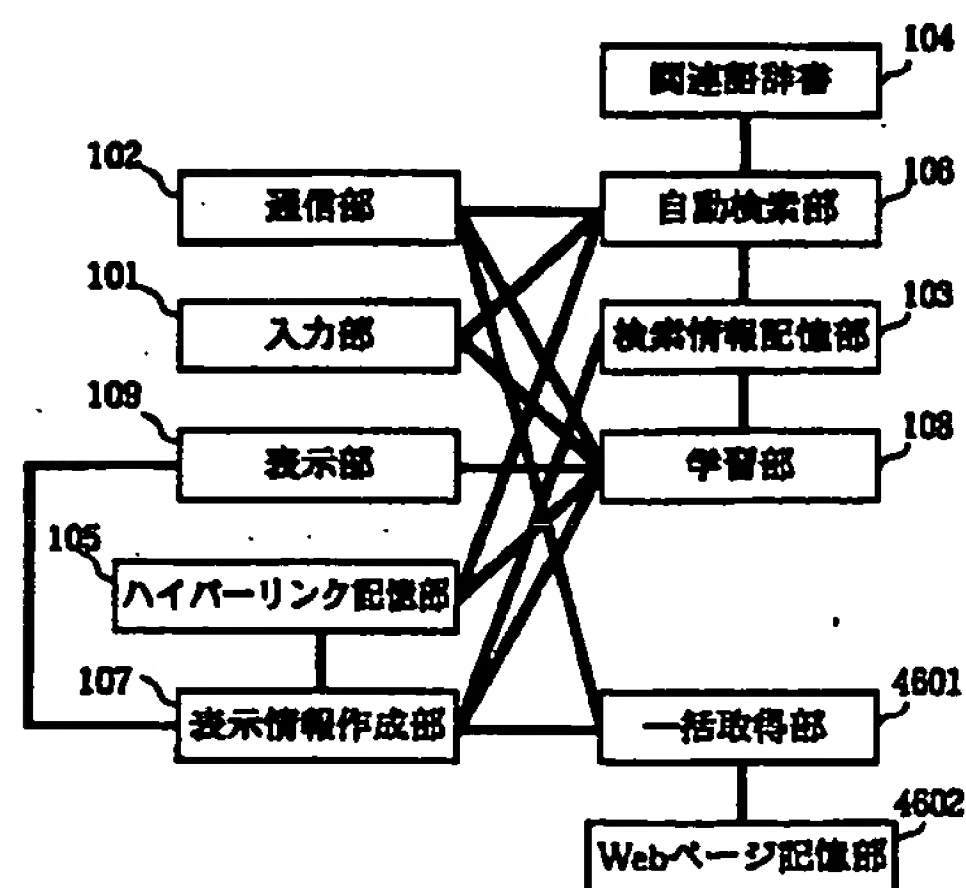 104
関連語辞書
102
通信部
106
自動検索部
101
入力部
103
検索情報記憶部
109
表示部
108
学習部
105
ハイパーリンク記憶部
107
表示情報作成部
4601
一括取得部
4602
Webページ記憶部